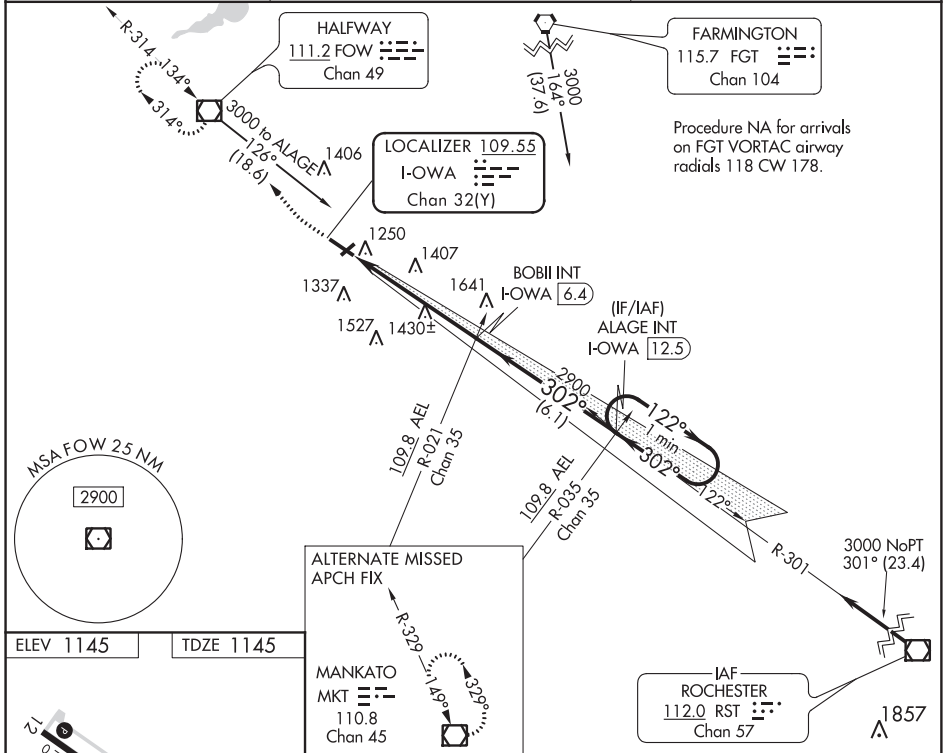 R-314
134°
314°
HALFWAY
111.2 FOW
Chan 49
3000 to ALAGE
126°
(18.6)
1406
3000
164°
(37.6)
FARMINGTON
115.7 FGT
Chan 104
Procedure NA for arrivals
on FGT VORTAC airway
radials 118 CW 178.
LOCALIZER 109.55
I-OWA
Chan 32(Y)
1250
1407
1337
1641
1527
1430±
BOBII INT
I-OWA 6.4
(IF/IAF)
ALAGE INT
I-OWA 12.5
2900
302°
(6.1)
122°
1 min
302°
122°
109.8 AEL
R-021
Chan 35
109.8 AEL
R-035
Chan 35
R-301
3000 NoPT
301° (23.4)
MSA FOW 25 NM
2900
ALTERNATE MISSED
APCH FIX
R-329
149°
329°
MANKATO
MKT
110.8
Chan 45
IAF
ROCHESTER
112.0 RST
Chan 57
1857
ELEV 1145
TDZE 1145
12
P